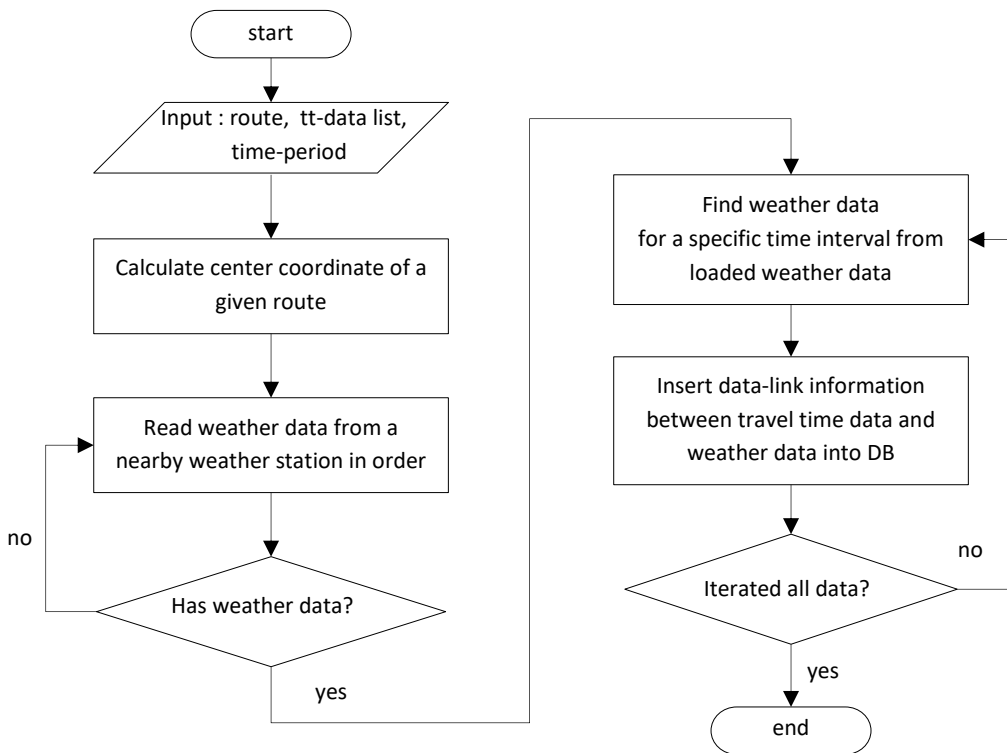 start
Input : route, tt-data list,
time-period
Calculate center coordinate of a
given route
Read weather data from a
nearby weather station in order
no
Has weather data?
yes
Find weather data
for a specific time interval from
loaded weather data
Insert data-link information
between travel time data and
weather data into DB
no
Iterated all data?
yes
end